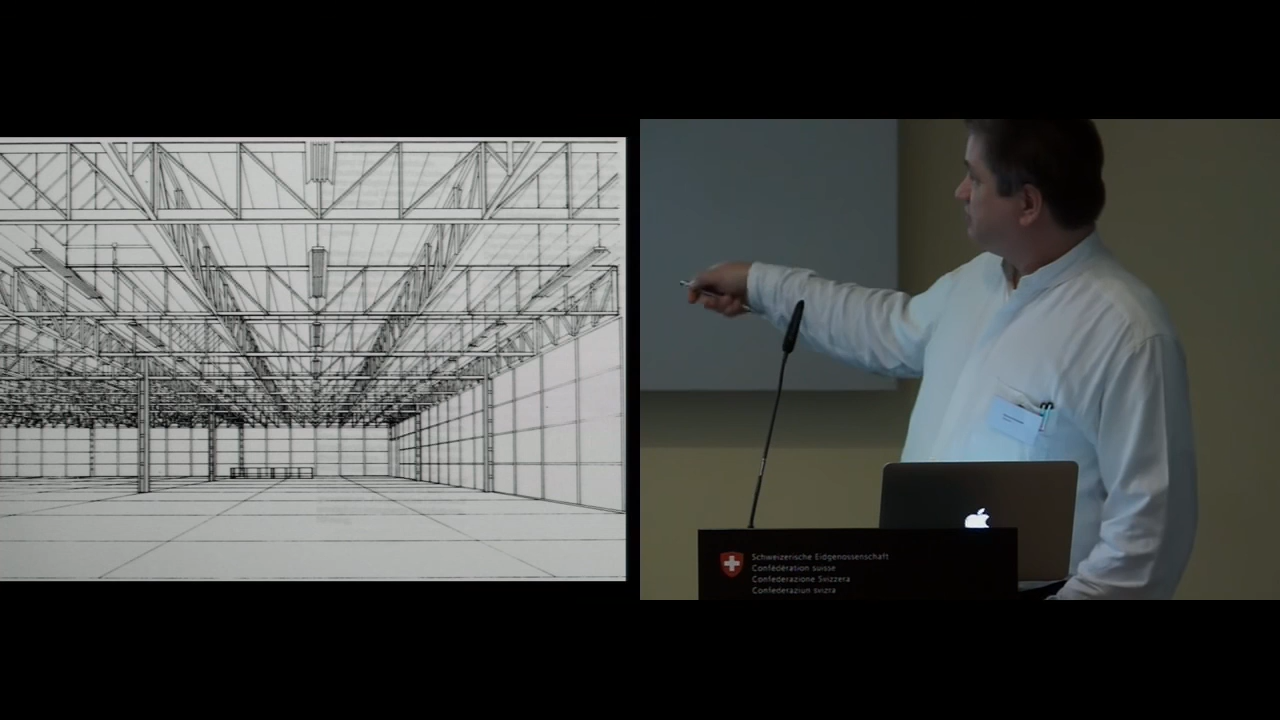 Schweizerische Eidgenossenschaft
Confédération suisse
Confederazione Svizzera
Confederaziun svizra